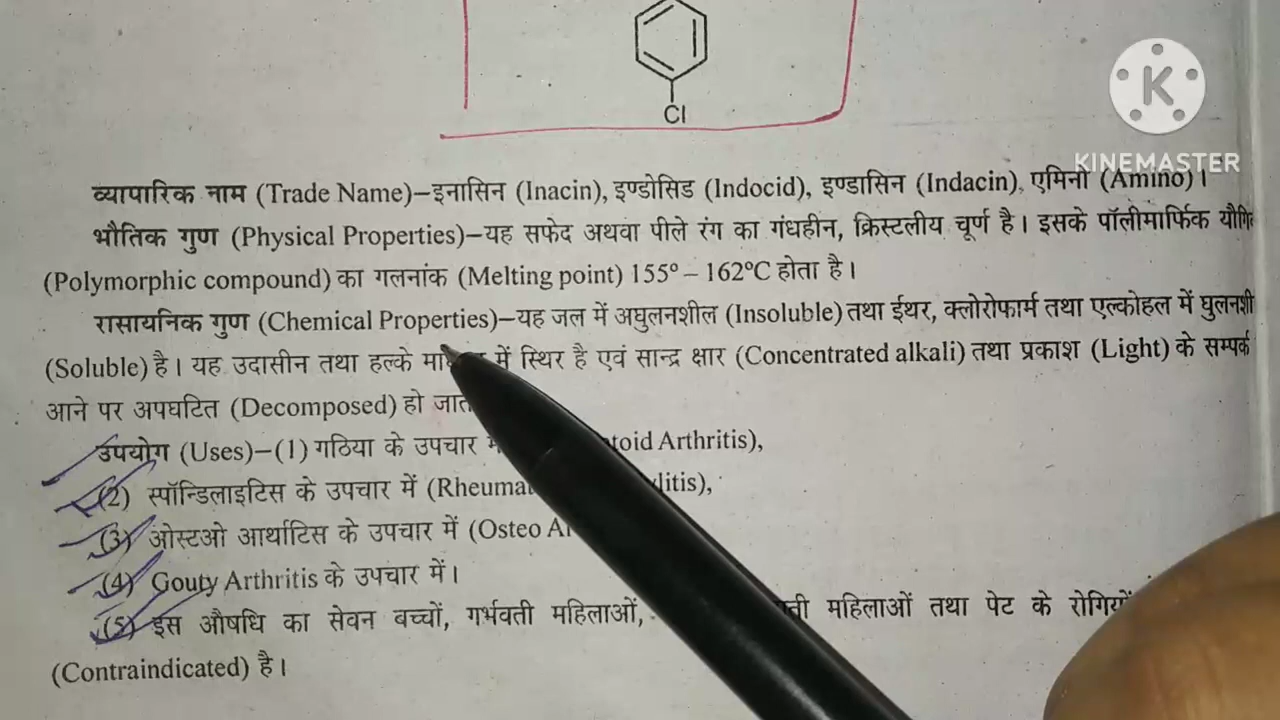 Cl
K
KINEMASTER
व्यापारिक नाम (Trade Name)–इनासिन (Inacin), इण्डोसिड (Indocid), इण्डासिन (Indacin), एमिनो (Amino)।
भौतिक गुण (Physical Properties)–यह सफेद अथवा पीले रंग का गंधहीन, क्रिस्टलीय चूर्ण है। इसके पॉलीमार्फिक
(Polymorphic compound) का गलनांक (Melting point) 155° – 162°C होता है।
रासायनिक गुण (Chemical Properties)–यह जल में अघुलनशील (Insoluble) तथा ईथर, क्लोरोफार्म तथा एल्कोहल में
(Soluble) है। यह उदासीन तथा हल्के में स्थिर है एवं सान्द्र क्षार (Concentrated alkali) तथा प्रकाश (Light) के सम्पर्क
आने पर अपघटित (Decomposed) हो
उपयोग (Uses)–(1) गठिया के उपचार toid Arthritis),
(2) स्पॉन्डिलाइटिस के उपचार में (Rheumat litis),
(3) ओस्टओ आर्थाटिस के उपचार में (Osteo
(4) Gouty Arthritis के उपचार में।
(5) इस औषधि का सेवन बच्चों, गर्भवती महिलाओं, महिलाओं तथा पेट के रोगियों
(Contraindicated) है।